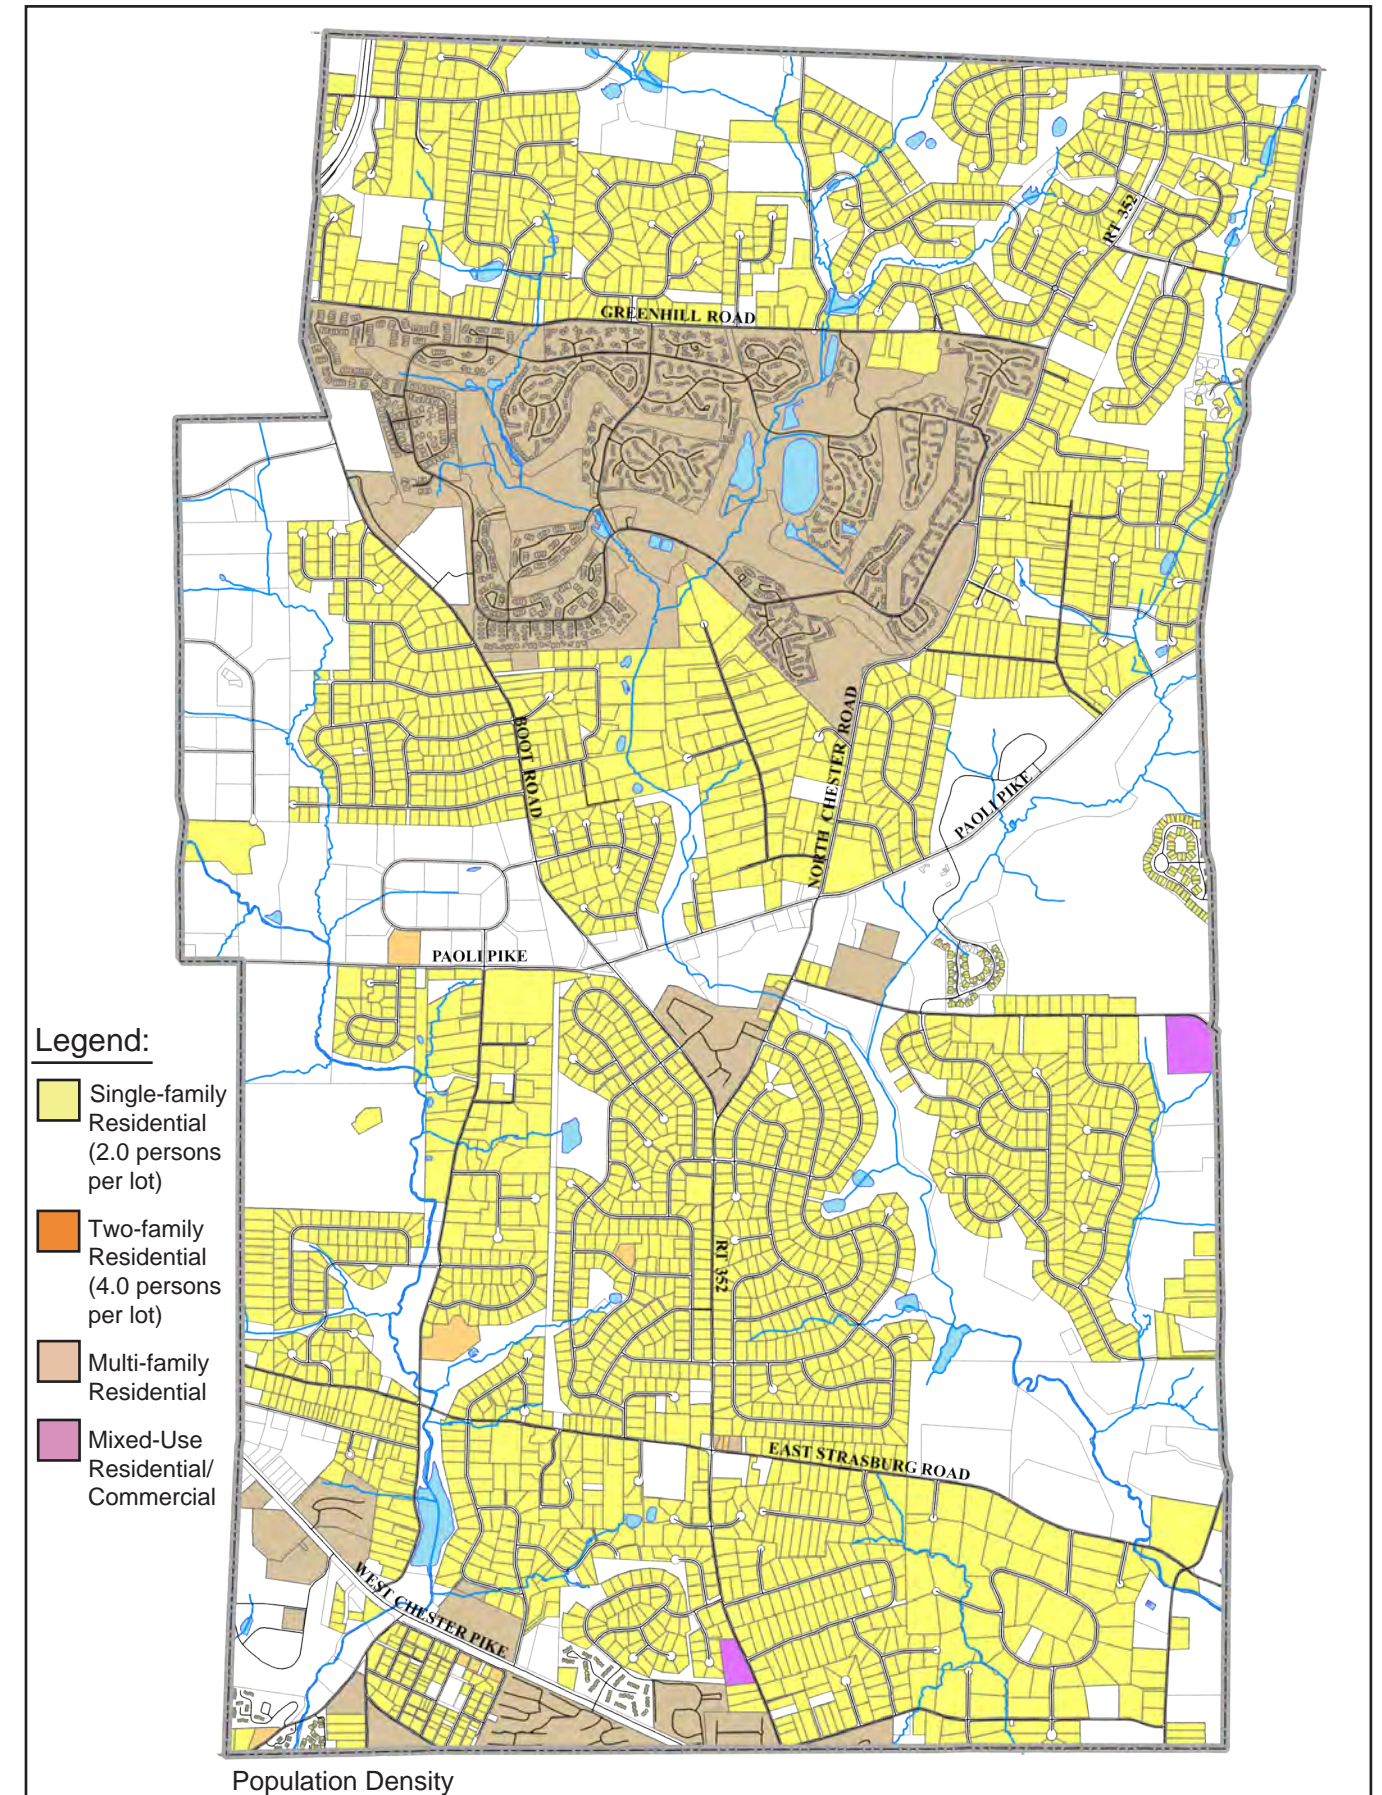 RT 352
GREENHILL ROAD
BOOT ROAD
NORTH CHESTER ROAD
PAOLI PIKE
PAOLI PIKE
Legend:
Single-family
Residential
(2.0 persons
per lot)
Two-family
Residential
(4.0 persons
per lot)
Multi-family
Residential
Mixed-Use
Residential/
Commercial
RT 352
EAST STRASBURG ROAD
WEST CHESTER PIKE
Population Density